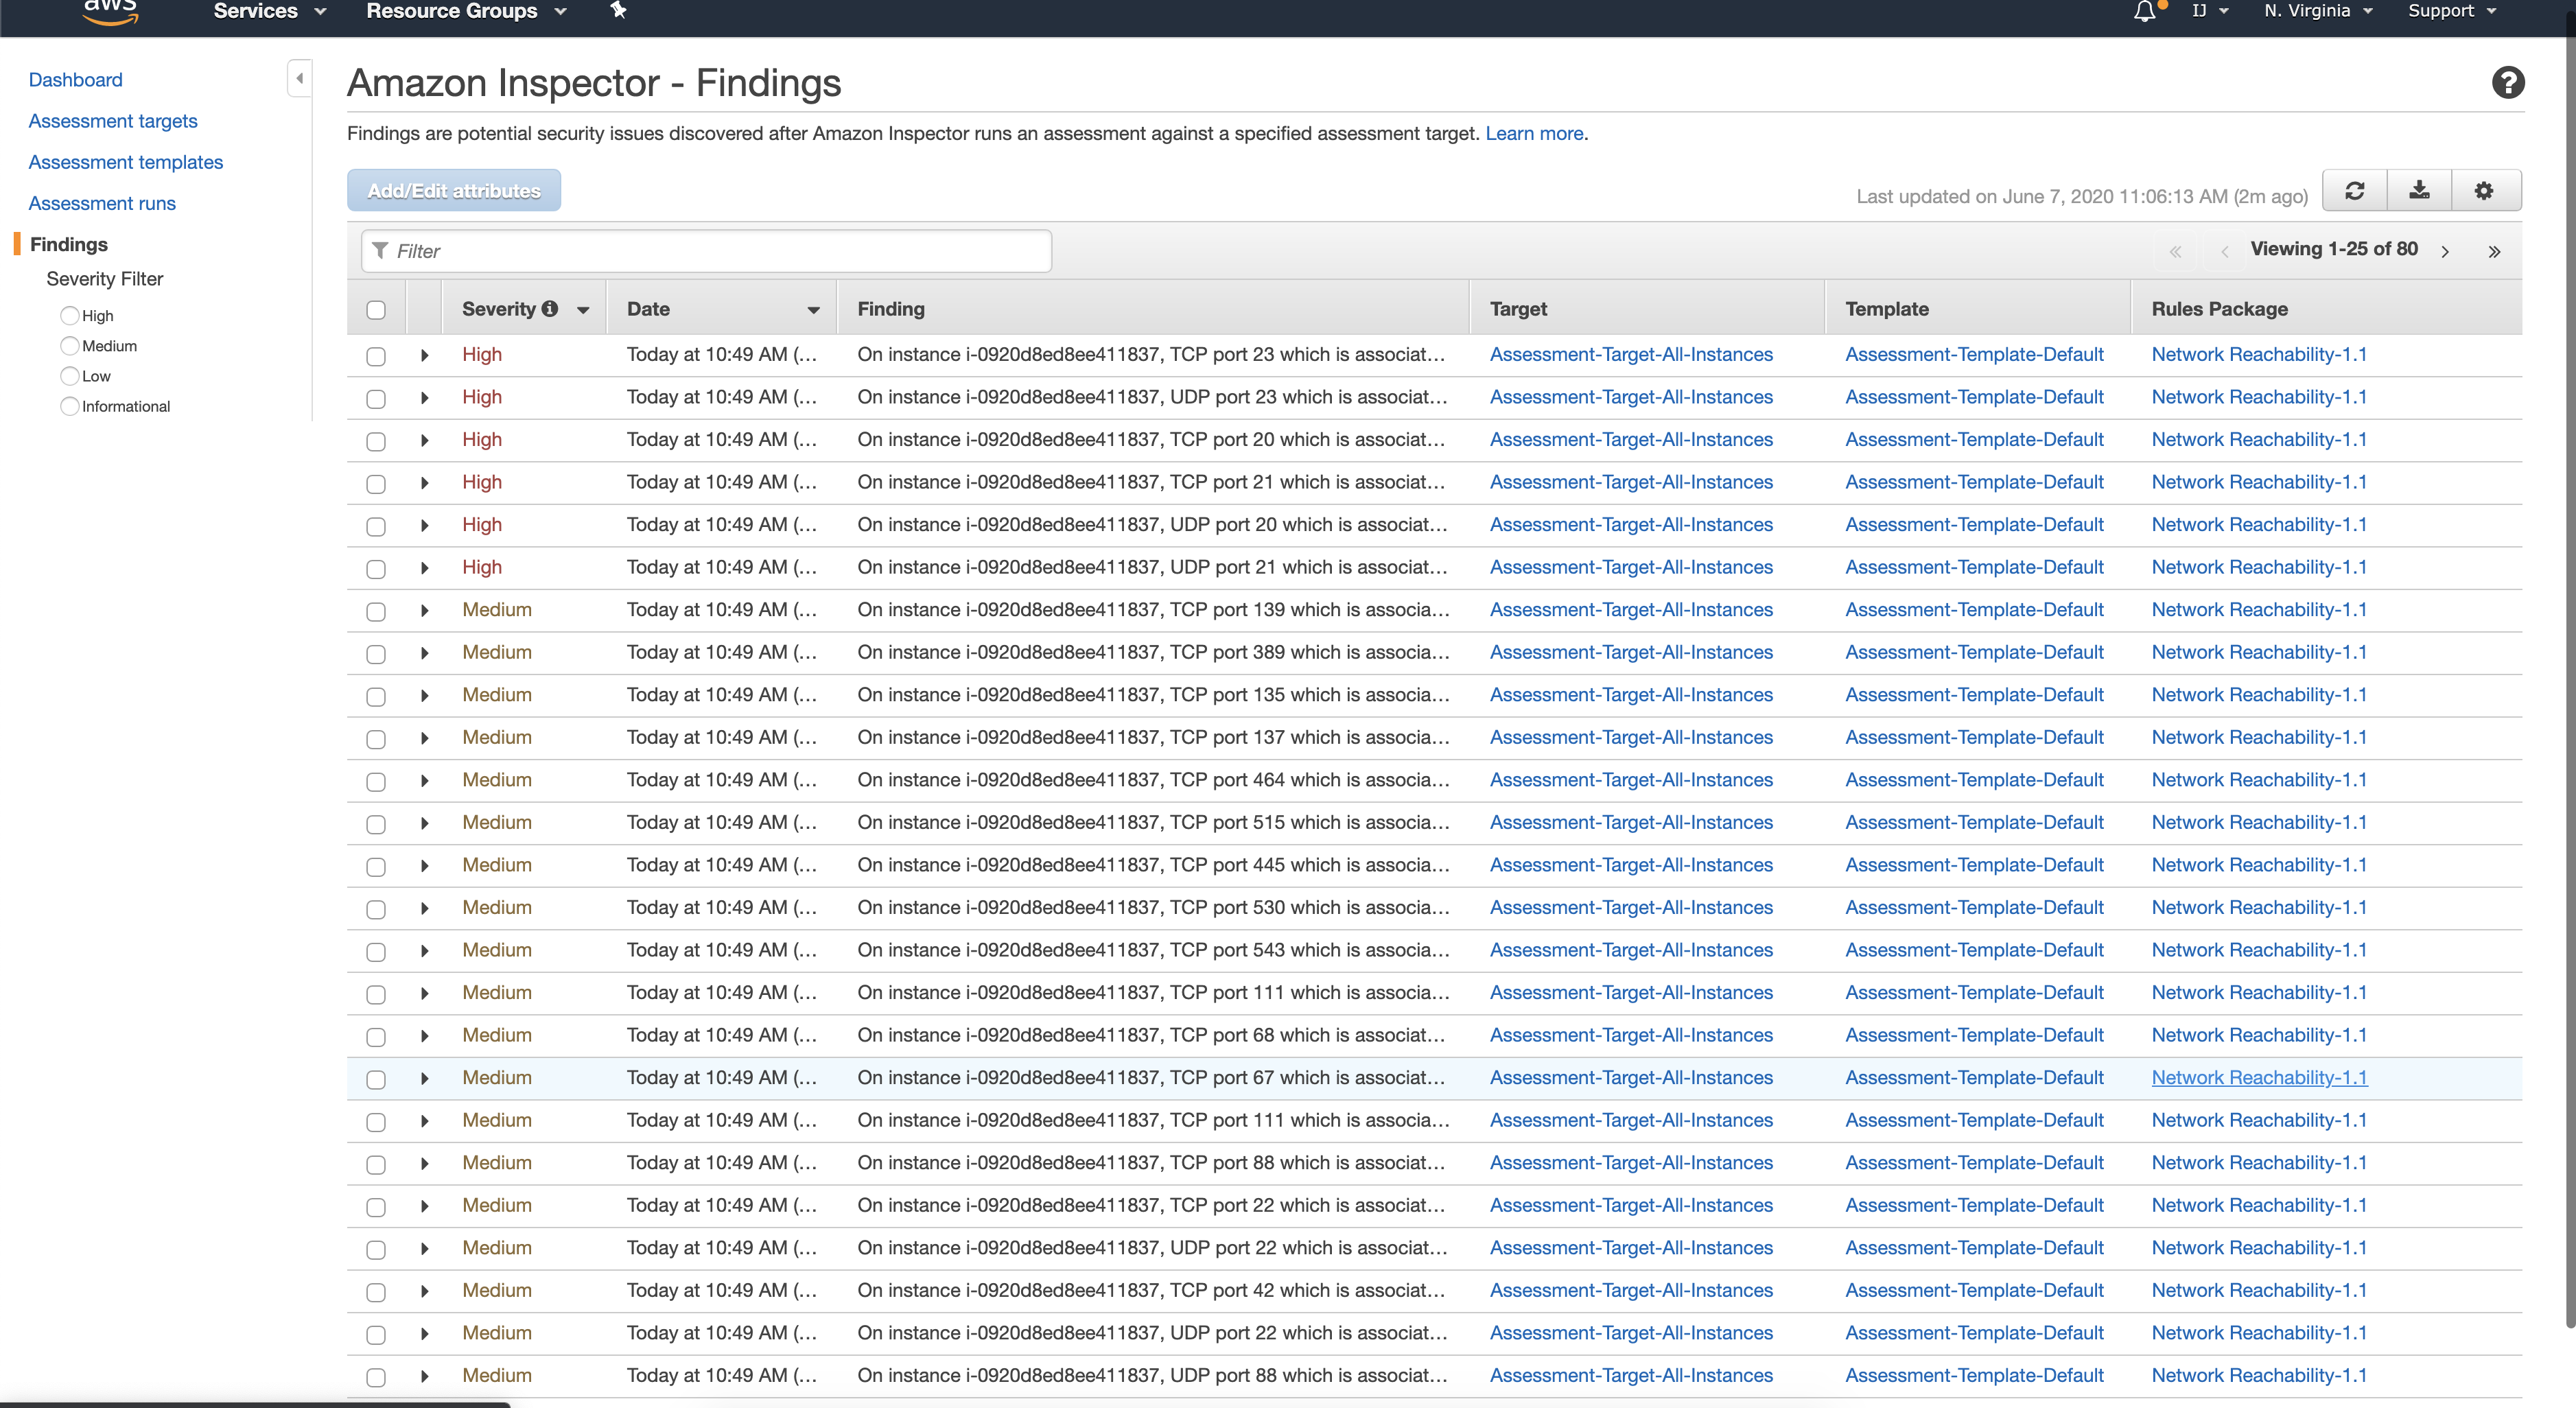 aws Services Resource Groups IJ N. Virginia Support
Dashboard
Assessment targets
Assessment templates
Assessment runs
Findings
Severity Filter
High
Medium
Low
Informational
Amazon Inspector - Findings
Findings are potential security issues discovered after Amazon Inspector runs an assessment against a specified assessment target. Learn more.
Add/Edit attributes
Last updated on June 7, 2020 11:06:13 AM (2m ago)
Filter
Viewing 1-25 of 80
Severity Date Finding Target Template Rules Package
High Today at 10:49 AM (... On instance i-0920d8ed8ee411837, TCP port 23 which is associat... Assessment-Target-All-Instances Assessment-Template-Default Network Reachability-1.1
High Today at 10:49 AM (... On instance i-0920d8ed8ee411837, UDP port 23 which is associat... Assessment-Target-All-Instances Assessment-Template-Default Network Reachability-1.1
High Today at 10:49 AM (... On instance i-0920d8ed8ee411837, TCP port 20 which is associat... Assessment-Target-All-Instances Assessment-Template-Default Network Reachability-1.1
High Today at 10:49 AM (... On instance i-0920d8ed8ee411837, TCP port 21 which is associat... Assessment-Target-All-Instances Assessment-Template-Default Network Reachability-1.1
High Today at 10:49 AM (... On instance i-0920d8ed8ee411837, UDP port 20 which is associat... Assessment-Target-All-Instances Assessment-Template-Default Network Reachability-1.1
High Today at 10:49 AM (... On instance i-0920d8ed8ee411837, UDP port 21 which is associat... Assessment-Target-All-Instances Assessment-Template-Default Network Reachability-1.1
Medium Today at 10:49 AM (... On instance i-0920d8ed8ee411837, TCP port 139 which is associa... Assessment-Target-All-Instances Assessment-Template-Default Network Reachability-1.1
Medium Today at 10:49 AM (... On instance i-0920d8ed8ee411837, TCP port 389 which is associa... Assessment-Target-All-Instances Assessment-Template-Default Network Reachability-1.1
Medium Today at 10:49 AM (... On instance i-0920d8ed8ee411837, TCP port 135 which is associa... Assessment-Target-All-Instances Assessment-Template-Default Network Reachability-1.1
Medium Today at 10:49 AM (... On instance i-0920d8ed8ee411837, TCP port 137 which is associa... Assessment-Target-All-Instances Assessment-Template-Default Network Reachability-1.1
Medium Today at 10:49 AM (... On instance i-0920d8ed8ee411837, TCP port 464 which is associa... Assessment-Target-All-Instances Assessment-Template-Default Network Reachability-1.1
Medium Today at 10:49 AM (... On instance i-0920d8ed8ee411837, TCP port 515 which is associa... Assessment-Target-All-Instances Assessment-Template-Default Network Reachability-1.1
Medium Today at 10:49 AM (... On instance i-0920d8ed8ee411837, TCP port 445 which is associa... Assessment-Target-All-Instances Assessment-Template-Default Network Reachability-1.1
Medium Today at 10:49 AM (... On instance i-0920d8ed8ee411837, TCP port 530 which is associa... Assessment-Target-All-Instances Assessment-Template-Default Network Reachability-1.1
Medium Today at 10:49 AM (... On instance i-0920d8ed8ee411837, TCP port 543 which is associa... Assessment-Target-All-Instances Assessment-Template-Default Network Reachability-1.1
Medium Today at 10:49 AM (... On instance i-0920d8ed8ee411837, TCP port 111 which is associa... Assessment-Target-All-Instances Assessment-Template-Default Network Reachability-1.1
Medium Today at 10:49 AM (... On instance i-0920d8ed8ee411837, TCP port 68 which is associat... Assessment-Target-All-Instances Assessment-Template-Default Network Reachability-1.1
Medium Today at 10:49 AM (... On instance i-0920d8ed8ee411837, TCP port 67 which is associat... Assessment-Target-All-Instances Assessment-Template-Default Network Reachability-1.1
Medium Today at 10:49 AM (... On instance i-0920d8ed8ee411837, TCP port 111 which is associa... Assessment-Target-All-Instances Assessment-Template-Default Network Reachability-1.1
Medium Today at 10:49 AM (... On instance i-0920d8ed8ee411837, TCP port 88 which is associat... Assessment-Target-All-Instances Assessment-Template-Default Network Reachability-1.1
Medium Today at 10:49 AM (... On instance i-0920d8ed8ee411837, TCP port 22 which is associat... Assessment-Target-All-Instances Assessment-Template-Default Network Reachability-1.1
Medium Today at 10:49 AM (... On instance i-0920d8ed8ee411837, UDP port 22 which is associat... Assessment-Target-All-Instances Assessment-Template-Default Network Reachability-1.1
Medium Today at 10:49 AM (... On instance i-0920d8ed8ee411837, TCP port 42 which is associat... Assessment-Target-All-Instances Assessment-Template-Default Network Reachability-1.1
Medium Today at 10:49 AM (... On instance i-0920d8ed8ee411837, UDP port 22 which is associat... Assessment-Target-All-Instances Assessment-Template-Default Network Reachability-1.1
Medium Today at 10:49 AM (... On instance i-0920d8ed8ee411837, UDP port 88 which is associat... Assessment-Target-All-Instances Assessment-Template-Default Network Reachability-1.1